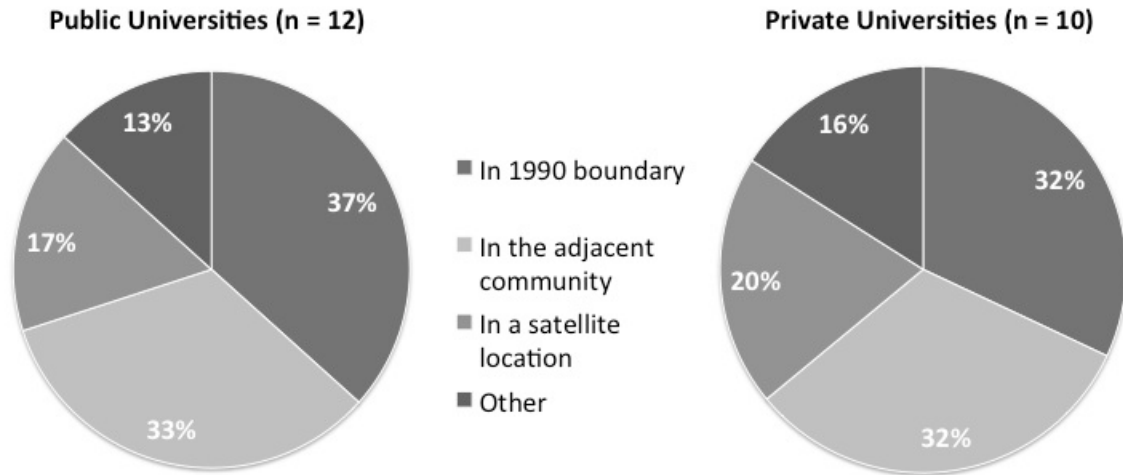 Public Universities (n = 12)
Private Universities (n = 10)
13%
37%
17%
33%
In 1990 boundary
In the adjacent
community
In a satellite
location
Other
16%
32%
20%
32%